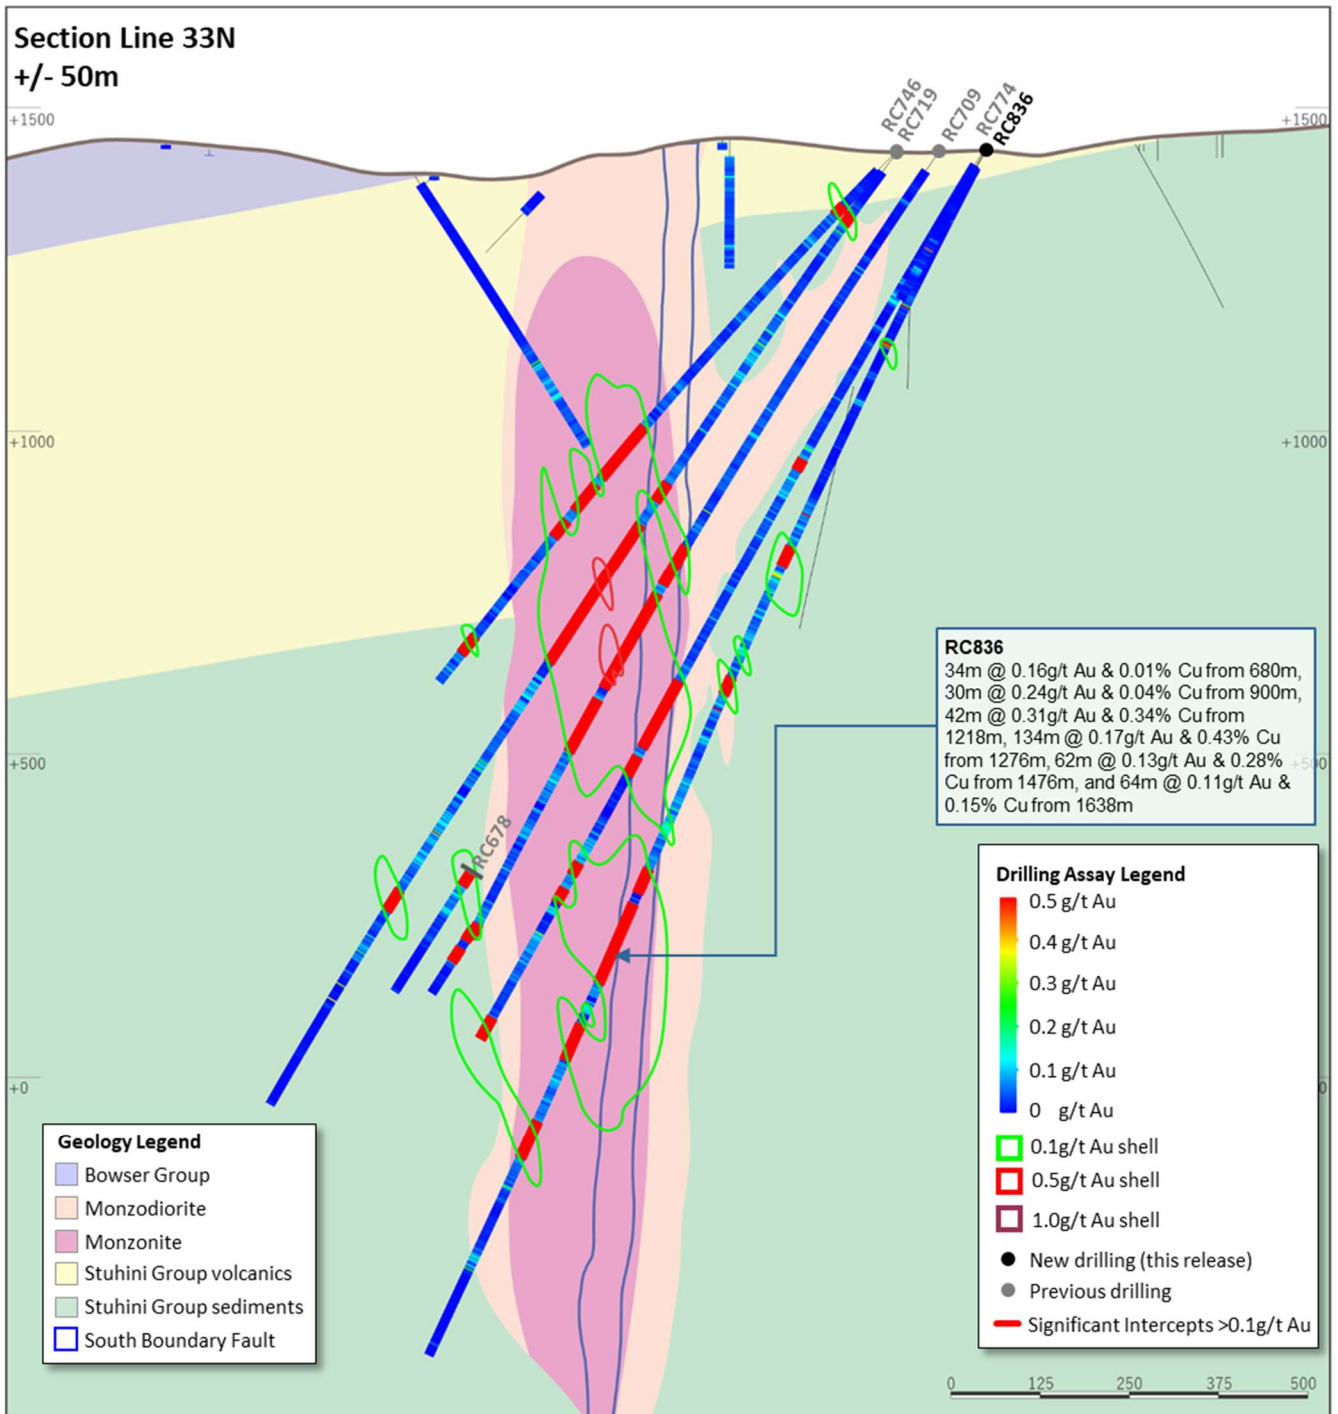 Section Line 33N
+/- 50m
RC746
RC719
RC709
RC774
RC836
+1500
+1500
+1000
+1000
RC836
34m @ 0.16g/t Au & 0.01% Cu from 680m,
30m @ 0.24g/t Au & 0.04% Cu from 900m,
42m @ 0.31g/t Au & 0.34% Cu from
1218m, 134m @ 0.17g/t Au & 0.43% Cu
from 1276m, 62m @ 0.13g/t Au & 0.28%
Cu from 1476m, and 64m @ 0.11g/t Au &
0.15% Cu from 1638m
+500
+500
RC678
Drilling Assay Legend
0.5 g/t Au
0.4 g/t Au
0.3 g/t Au
0.2 g/t Au
0.1 g/t Au
0 g/t Au
0.1g/t Au shell
0.5g/t Au shell
1.0g/t Au shell
New drilling (this release)
Previous drilling
Significant Intercepts >0.1g/t Au
+0
0
Geology Legend
Bowser Group
Monzodiorite
Monzonite
Stuhini Group volcanics
Stuhini Group sediments
South Boundary Fault
0 125 250 375 500